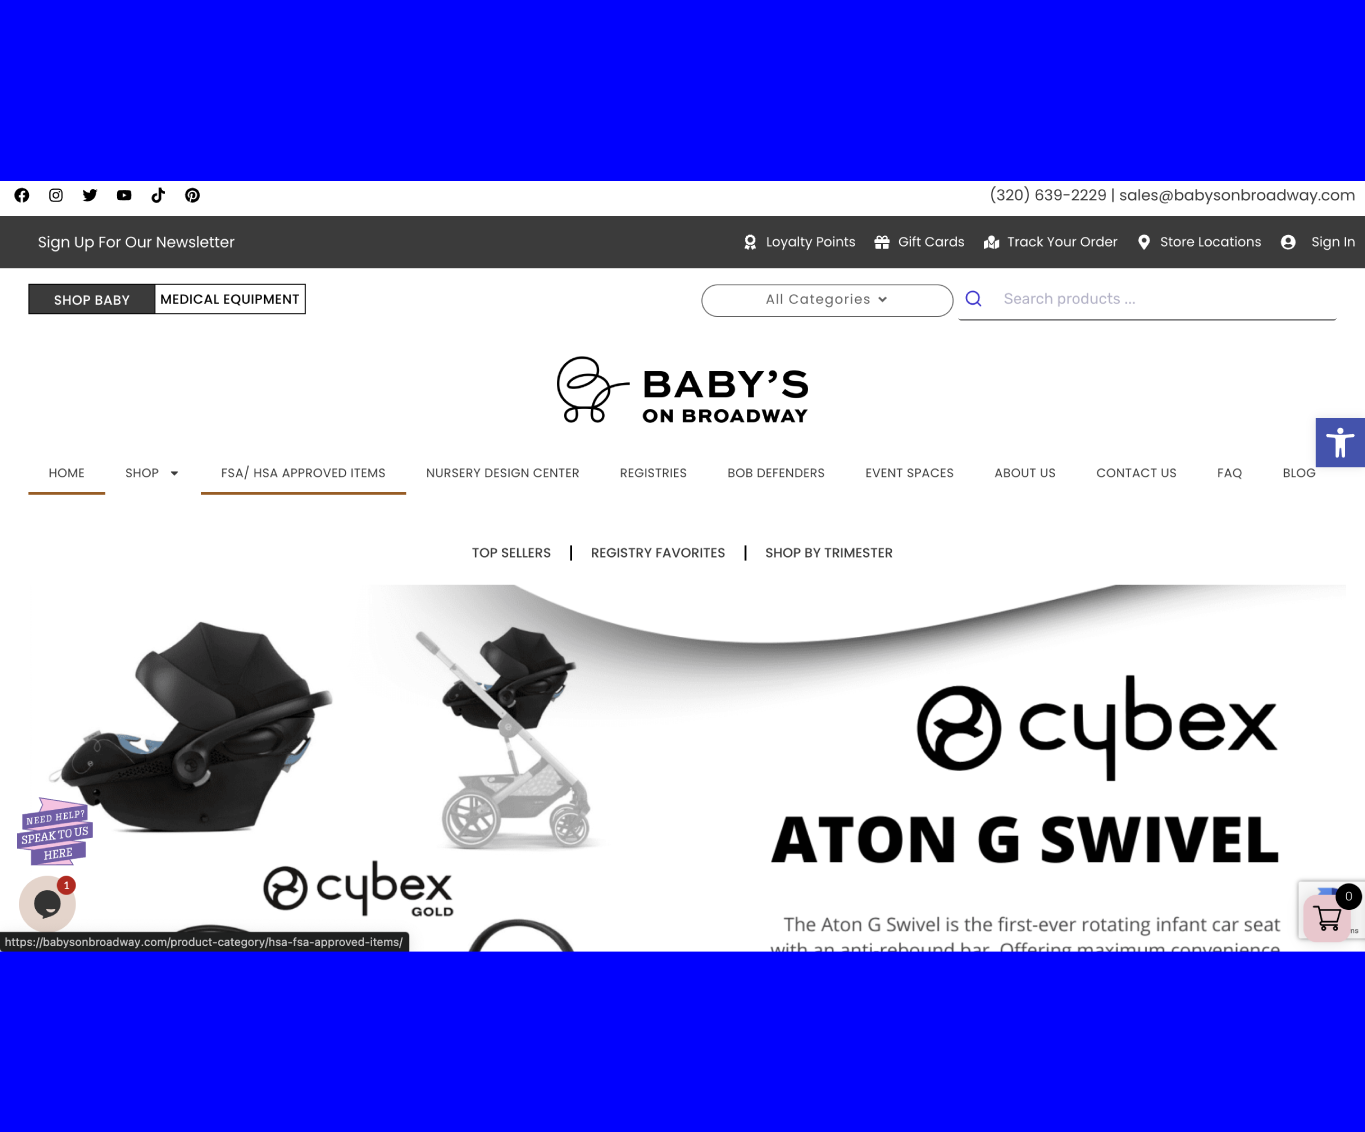 (320) 639-2229 | sales@babysonbroadway.com
Sign Up For Our Newsletter
Loyalty Points
Gift Cards
Track Your Order
Store Locations
Sign In
SHOP BABY
MEDICAL EQUIPMENT
All Categories
Search products ...
BABY'S
ON BROADWAY
HOME
SHOP
FSA/ HSA APPROVED ITEMS
NURSERY DESIGN CENTER
REGISTRIES
BOB DEFENDERS
EVENT SPACES
ABOUT US
CONTACT US
FAQ
BLOG
TOP SELLERS
REGISTRY FAVORITES
SHOP BY TRIMESTER
cybex
ATON G SWIVEL
NEED HELP?
SPEAK TO US
HERE
cybex
GOLD
1
0
The Aton G Swivel is the first-ever rotating infant car seat
with an anti-rebound bar. Offering maximum convenience
https://babysonbroadway.com/product-category/hsa-fsa-approved-items/